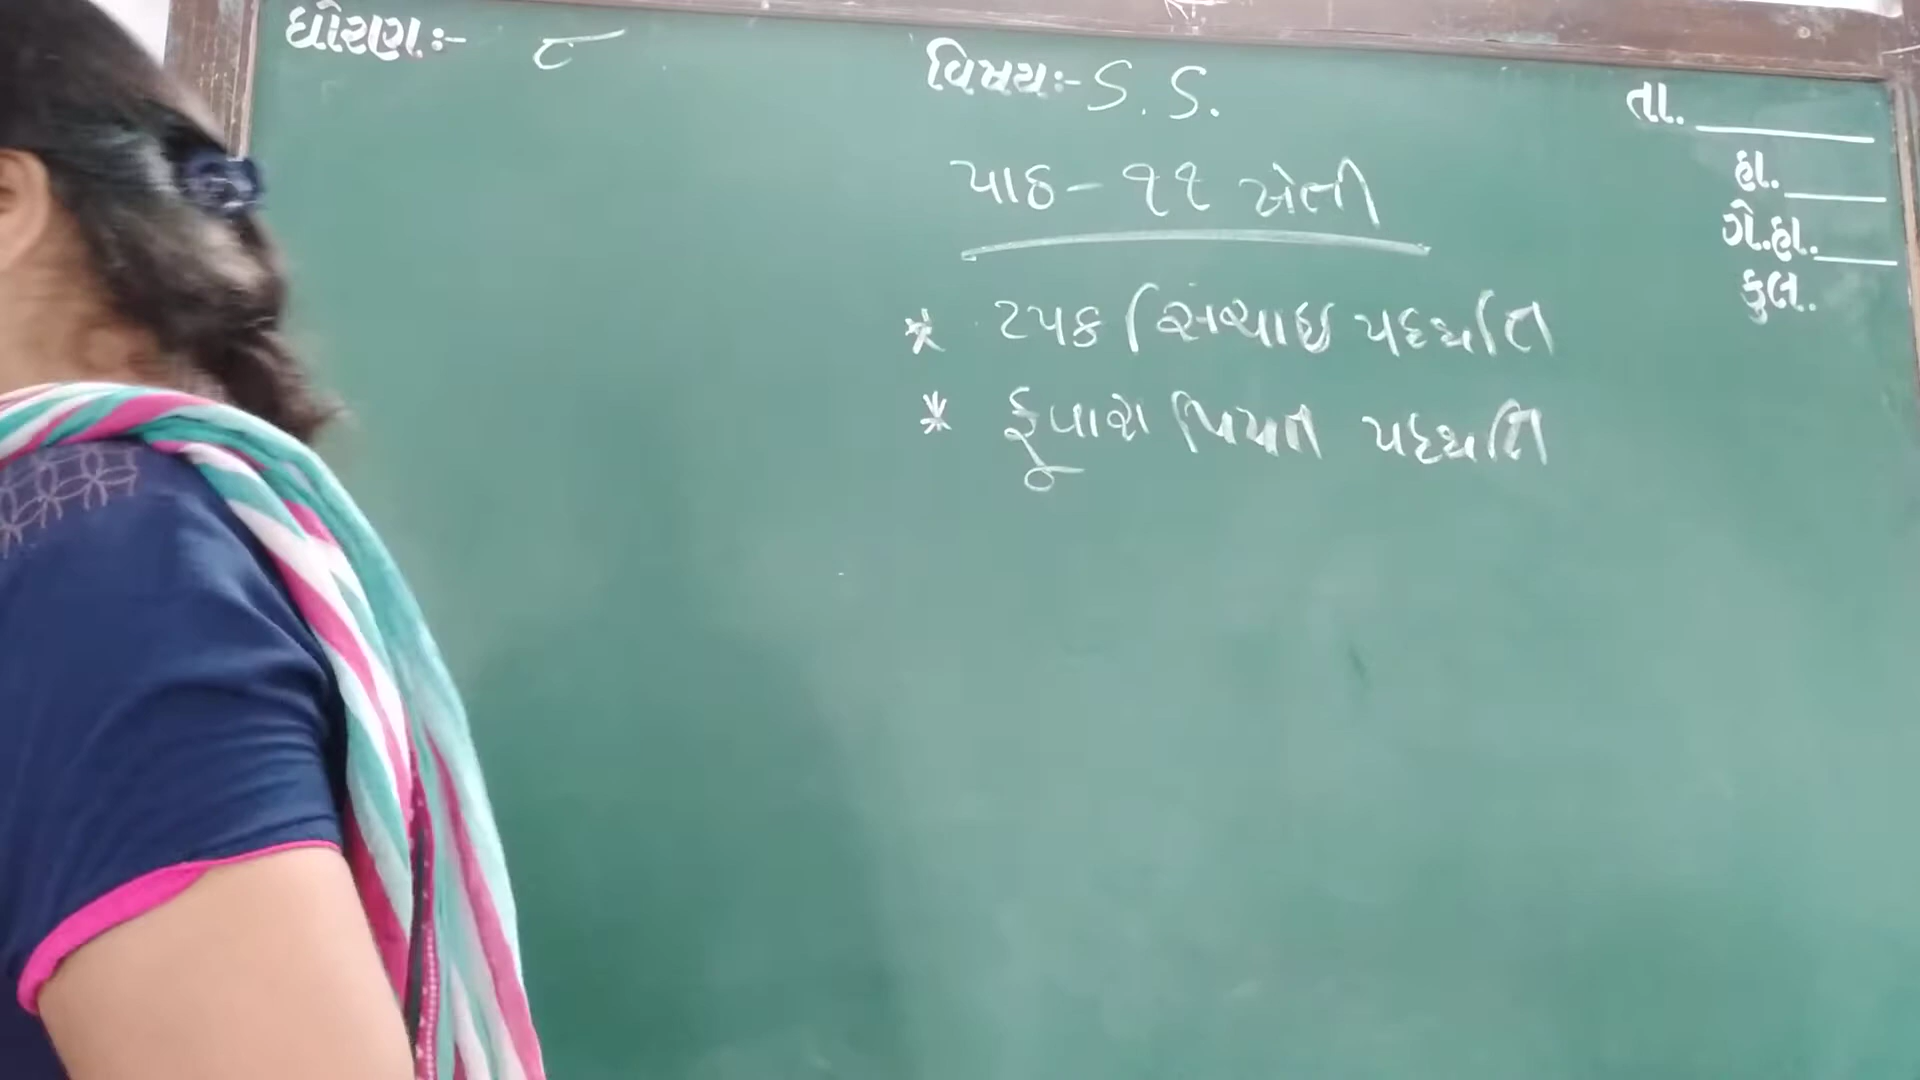 ધોરણ:- ૮
વિષય:- S. S.
તા.
હા.
ગે.હા.
કુલ.
પાઠ - ૧૧ ખેતી
* ટપક સિંચાઇ પદ્ધતિ
* ફૂવારા પિયત પદ્ધતિ